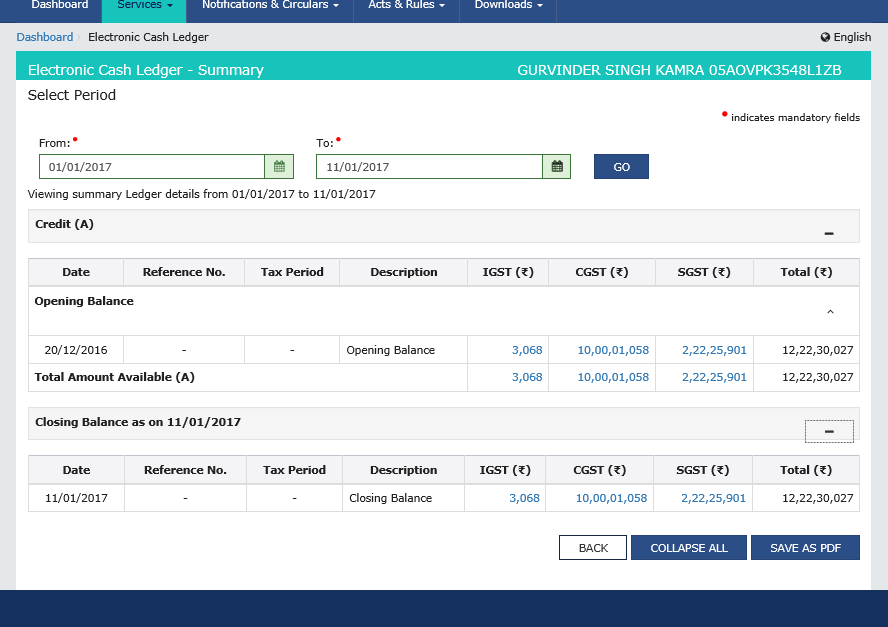 Dashboard Services Notifications & Circulars Acts & Rules Downloads
Dashboard Electronic Cash Ledger English
Electronic Cash Ledger - Summary GURVINDER SINGH KAMRA 05AOVPK3548L1ZB
Select Period
• indicates mandatory fields
From: • To: •
01/01/2017 11/01/2017 GO
Viewing summary Ledger details from 01/01/2017 to 11/01/2017
Credit (A)
Date Reference No. Tax Period Description IGST (₹) CGST (₹) SGST (₹) Total (₹)
Opening Balance
20/12/2016 - - Opening Balance 3,068 10,00,01,058 2,22,25,901 12,22,30,027
Total Amount Available (A) 3,068 10,00,01,058 2,22,25,901 12,22,30,027
Closing Balance as on 11/01/2017
Date Reference No. Tax Period Description IGST (₹) CGST (₹) SGST (₹) Total (₹)
11/01/2017 - - Closing Balance 3,068 10,00,01,058 2,22,25,901 12,22,30,027
BACK COLLAPSE ALL SAVE AS PDF